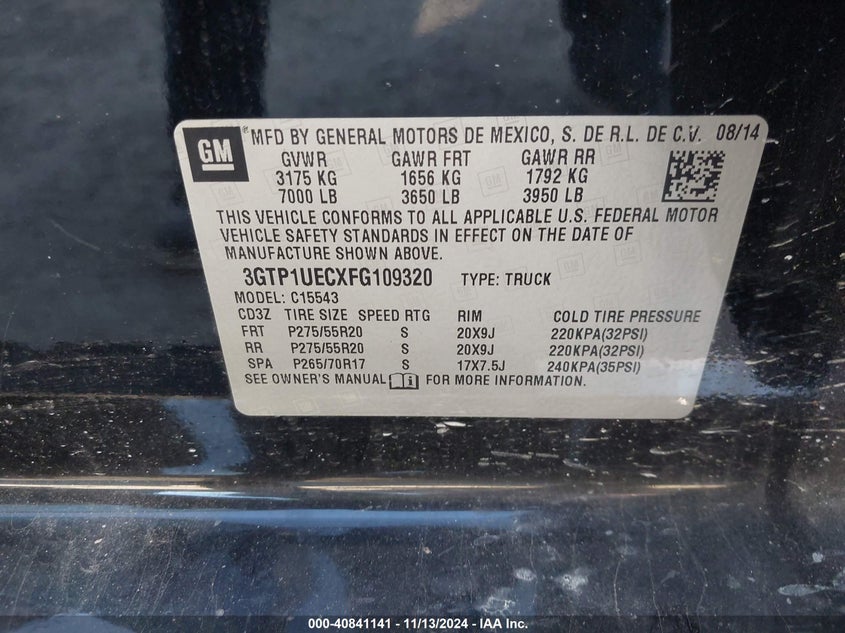 GM ® MFD BY GENERAL MOTORS DE MEXICO, S. DE R.L. DE C.V. 08/14
GVWR GAWR FRT GAWR RR
3175 KG 1656 KG 1792 KG
7000 LB 3650 LB 3950 LB
THIS VEHICLE CONFORMS TO ALL APPLICABLE U.S. FEDERAL MOTOR
VEHICLE SAFETY STANDARDS IN EFFECT ON THE DATE OF
MANUFACTURE SHOWN ABOVE.
3GTP1UECXFG109320 TYPE: TRUCK
MODEL: C15543
CD3Z TIRE SIZE SPEED RTG RIM COLD TIRE PRESSURE
FRT P275/55R20 S 20X9J 220KPA(32PSI)
RR P275/55R20 S 20X9J 220KPA(32PSI)
SPA P265/70R17 S 17X7.5J 240KPA(35PSI)
SEE OWNER'S MANUAL FOR MORE INFORMATION.
000-40841141 - 11/13/2024 - IAA Inc.